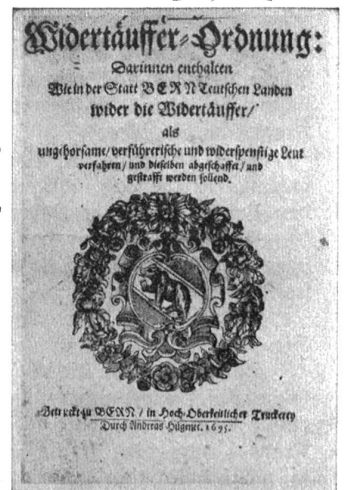 Widertäuffer-Ordnung:
Darinnen enthalten
Wie in der Statt BERN Teutschen Landen
wider die Widertäuffer/
als
ungehorsame/ verführerische und widerspenstige Leut
verfahren/ und dieselben abgeschaffet/ und
gestrafft werden sollend.
Getruckt zu BERN/ in Hoch-Oberkeitlicher Truckerey
Durch Andreas Hügenet. 1695.